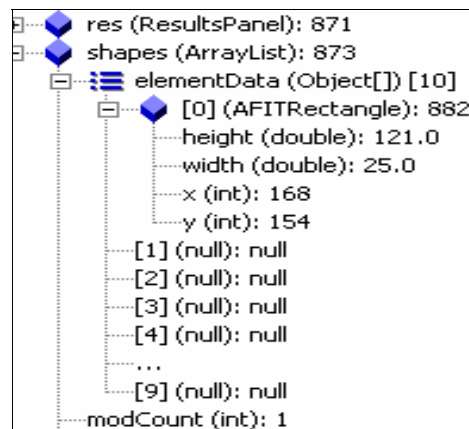 res (ResultsPanel): 871
shapes (ArrayList): 873
elementData (Object[]) [10]
[0] (AFITRectangle): 882
height (double): 121.0
width (double): 25.0
x (int): 168
y (int): 154
[1] (null): null
[2] (null): null
[3] (null): null
[4] (null): null
...
[9] (null): null
modCount (int): 1